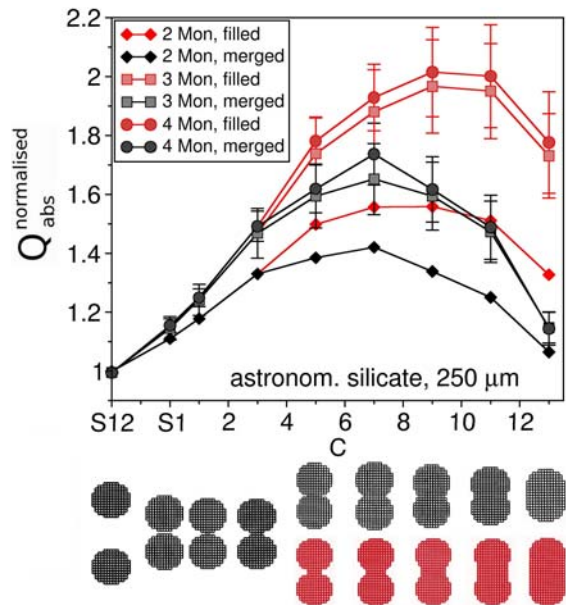 2.2
2
1.8
1.6
1.4
1.2
1
Q normalised abs
2 Mon, filled
2 Mon, merged
3 Mon, filled
3 Mon, merged
4 Mon, filled
4 Mon, merged
astronom. silicate, 250 μm
S12 S1 2 4 6 8 10 12
C